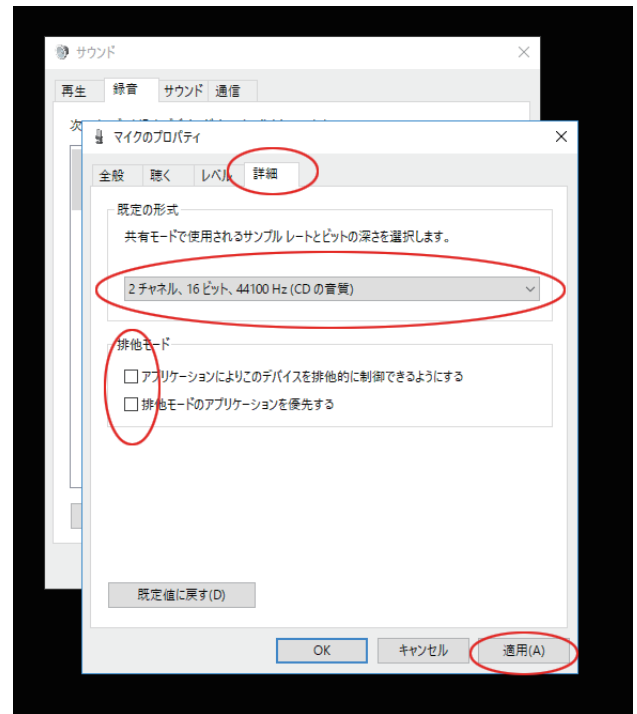 サウンド
再生 録音 サウンド 通信
次
マイクのプロパティ
全般 聴く レベル 詳細
既定の形式
共有モードで使用されるサンプル レートとビットの深さを選択します。
2 チャネル、16 ビット、44100 Hz (CD の音質)
排他モード
アプリケーションによりこのデバイスを排他的に制御できるようにする
排他モードのアプリケーションを優先する
既定値に戻す(D)
OK キャンセル 適用(A)